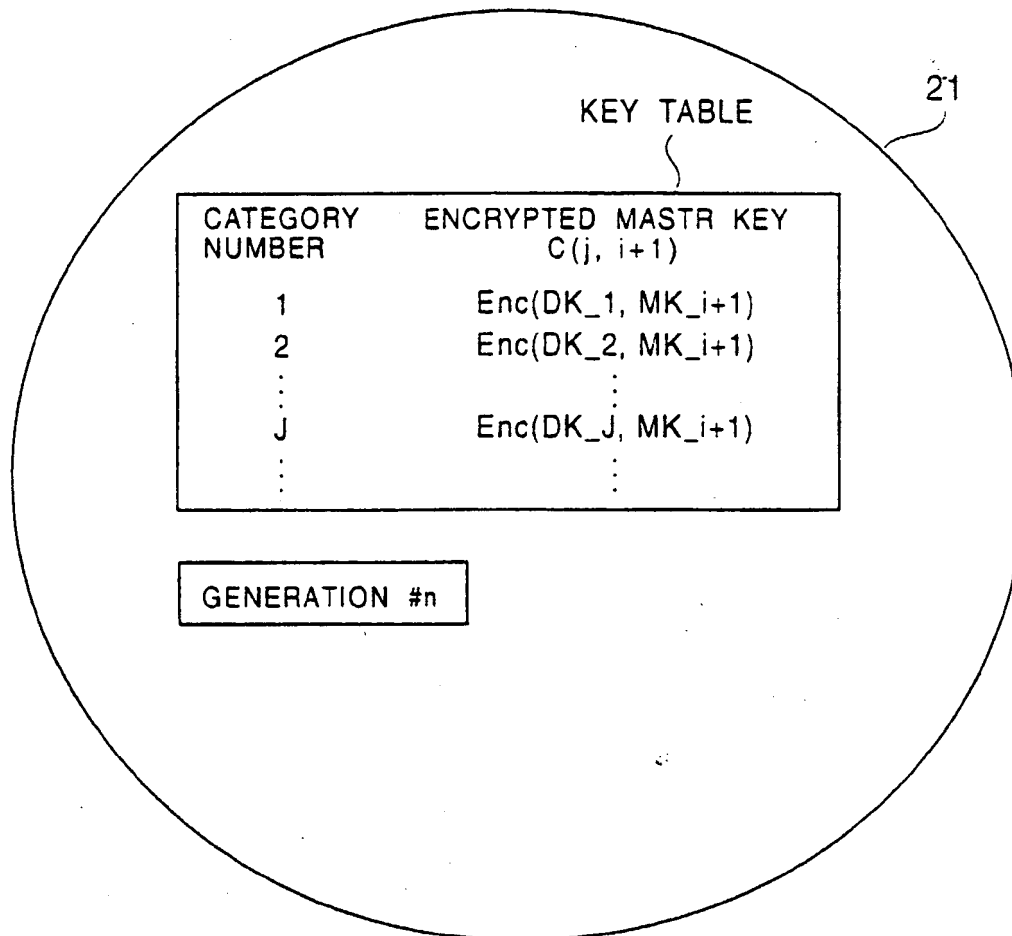 21
KEY TABLE
CATEGORY NUMBER ENCRYPTED MASTR KEY C(j, i+1)
1 Enc(DK_1, MK_i+1)
2 Enc(DK_2, MK_i+1)
⋮ ⋮
J Enc(DK_J, MK_i+1)
⋮ ⋮
GENERATION #n